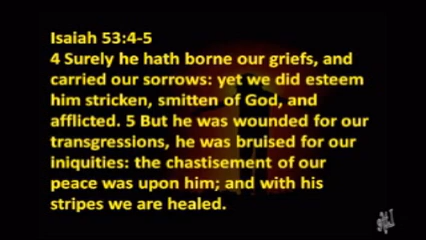 Isaiah 53:4-5
4 Surely he hath borne our griefs, and
carried our sorrows: yet we did esteem
him stricken, smitten of God, and
afflicted. 5 But he was wounded for our
transgressions, he was bruised for our
iniquities: the chastisement of our
peace was upon him; and with his
stripes we are healed.